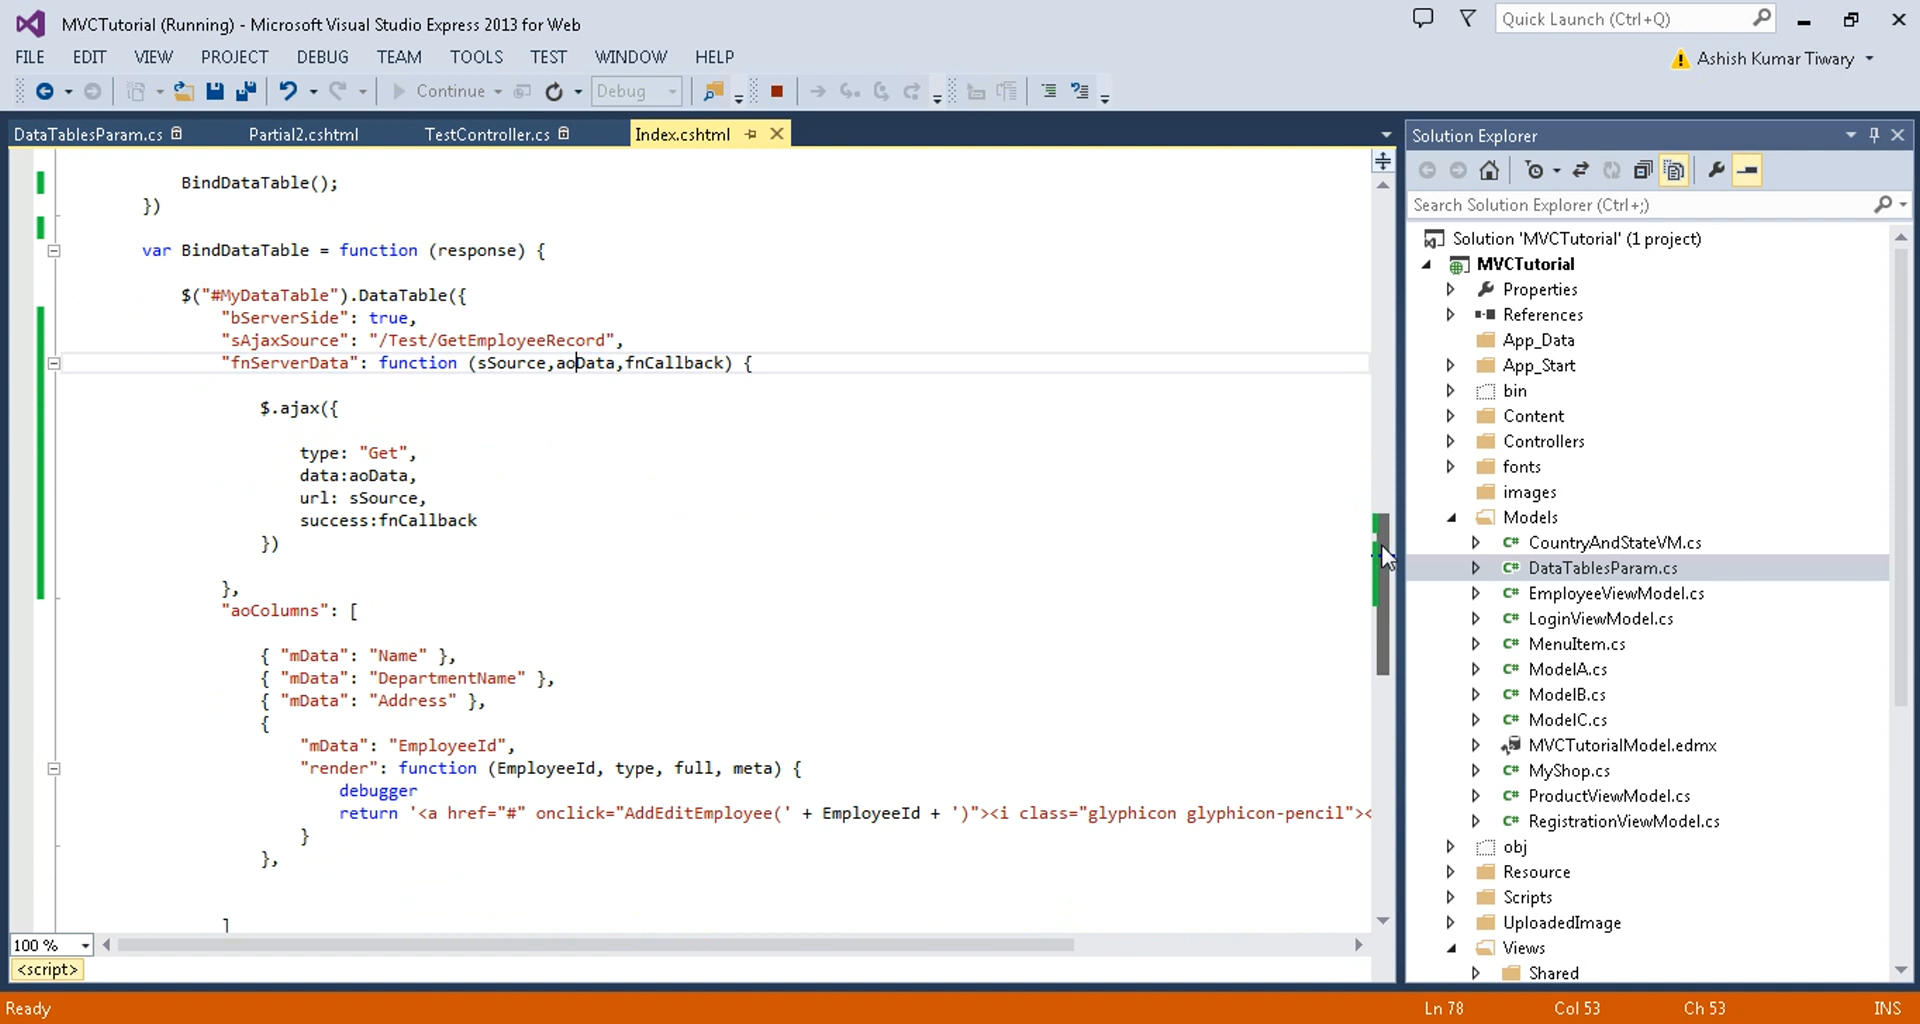 MVCTutorial (Running) - Microsoft Visual Studio Express 2013 for Web
Quick Launch (Ctrl+Q)
FILE EDIT VIEW PROJECT DEBUG TEAM TOOLS TEST WINDOW HELP
Ashish Kumar Tiwary
Continue
Debug
DataTablesParam.cs
Partial2.cshtml
TestController.cs
Index.cshtml
BindDataTable();
})
var BindDataTable = function (response) {
$("#MyDataTable").DataTable({
"bServerSide": true,
"sAjaxSource": "/Test/GetEmployeeRecord",
"fnServerData": function (sSource,aoData,fnCallback) {
$.ajax({
type: "Get",
data:aoData,
url: sSource,
success:fnCallback
})
},
"aoColumns": [
{ "mData": "Name" },
{ "mData": "DepartmentName" },
{ "mData": "Address" },
{
"mData": "EmployeeId",
"render": function (EmployeeId, type, full, meta) {
debugger
return '<a href="#" onclick="AddEditEmployee(' + EmployeeId + ')"><i class="glyphicon glyphicon-pencil"><
}
},
]
100 %
<script>
Solution Explorer
Search Solution Explorer (Ctrl+;)
Solution 'MVCTutorial' (1 project)
MVCTutorial
Properties
References
App_Data
App_Start
bin
Content
Controllers
fonts
images
Models
CountryAndStateVM.cs
DataTablesParam.cs
EmployeeViewModel.cs
LoginViewModel.cs
MenuItem.cs
ModelA.cs
ModelB.cs
ModelC.cs
MVCTutorialModel.edmx
MyShop.cs
ProductViewModel.cs
RegistrationViewModel.cs
obj
Resource
Scripts
UploadedImage
Views
Shared
Ready
Ln 78 Col 53 Ch 53 INS